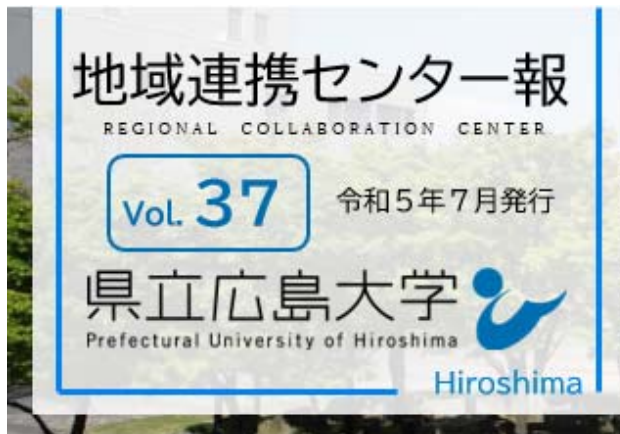 地域連携センター報
REGIONAL COLLABORATION CENTER
Vol. 37 令和5年7月発行
県立広島大学
Prefectural University of Hiroshima
Hiroshima